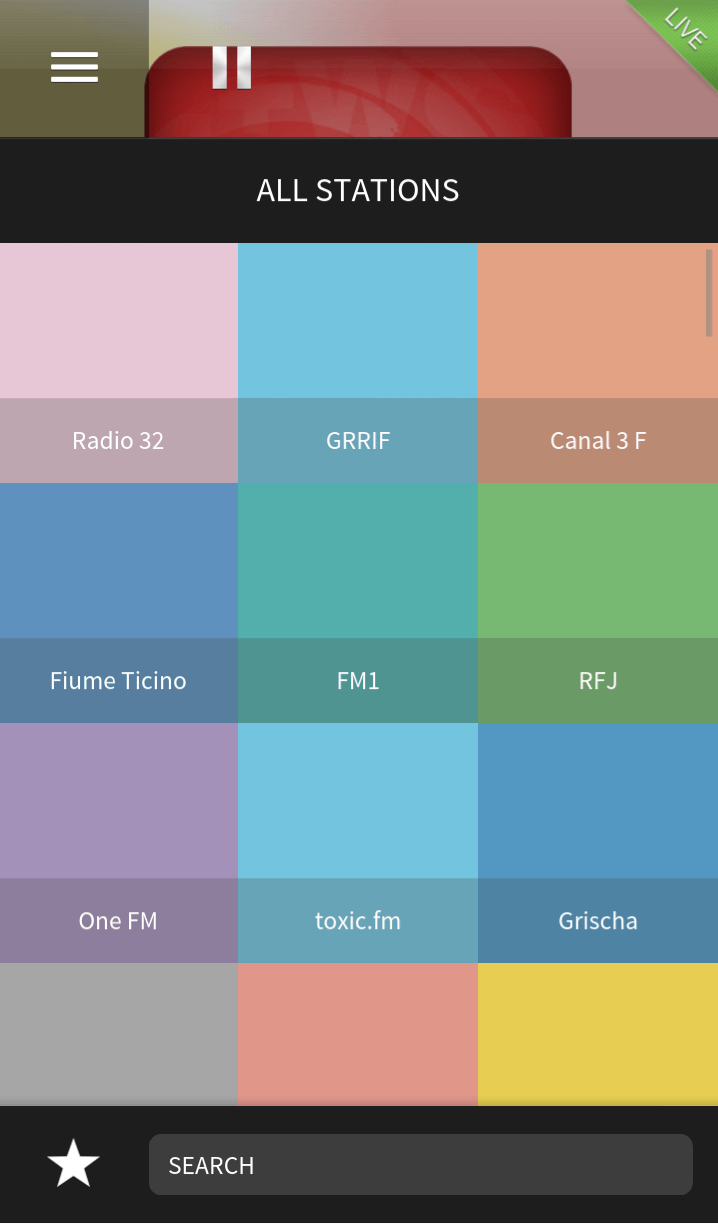 LIVE
ALL STATIONS
Radio 32
GRRIF
Canal 3 F
Fiume Ticino
FM1
RFJ
One FM
toxic.fm
Grischa
SEARCH